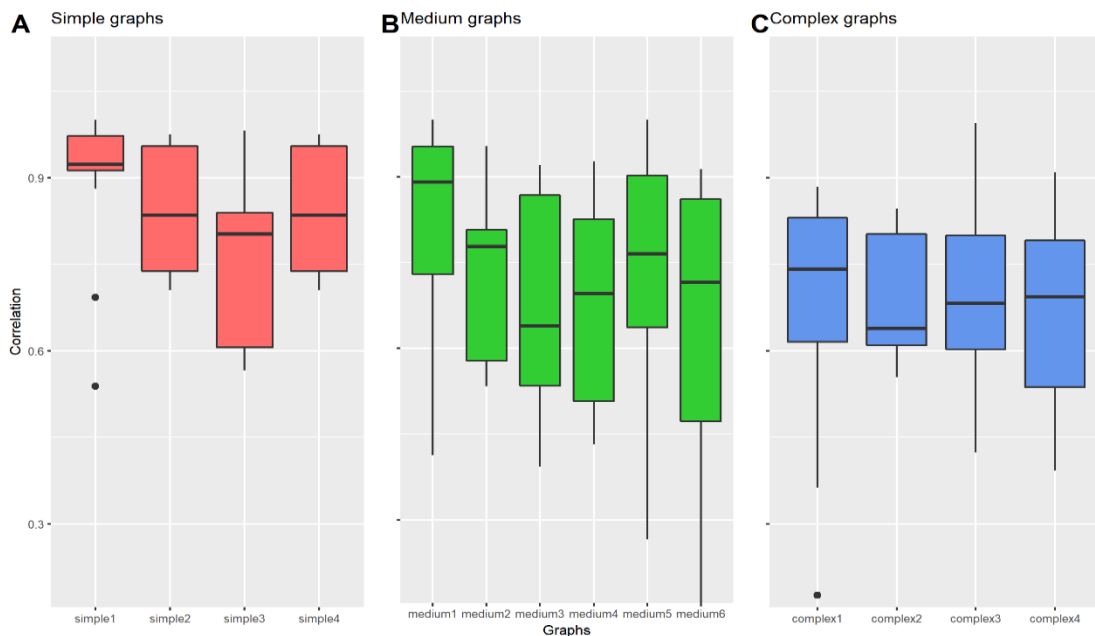 A Simple graphs
B Medium graphs
C Complex graphs
Correlation
0.9
0.6
0.3
simple1 simple2 simple3 simple4
medium1 medium2 medium3 medium4 medium5 medium6
complex1 complex2 complex3 complex4
Graphs